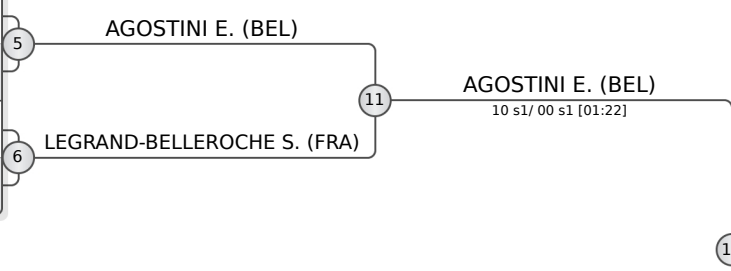 AGOSTINI E. (BEL)
5
AGOSTINI E. (BEL)
11
10 s1/ 00 s1 [01:22]
LEGRAND-BELLEROCHE S. (FRA)
6